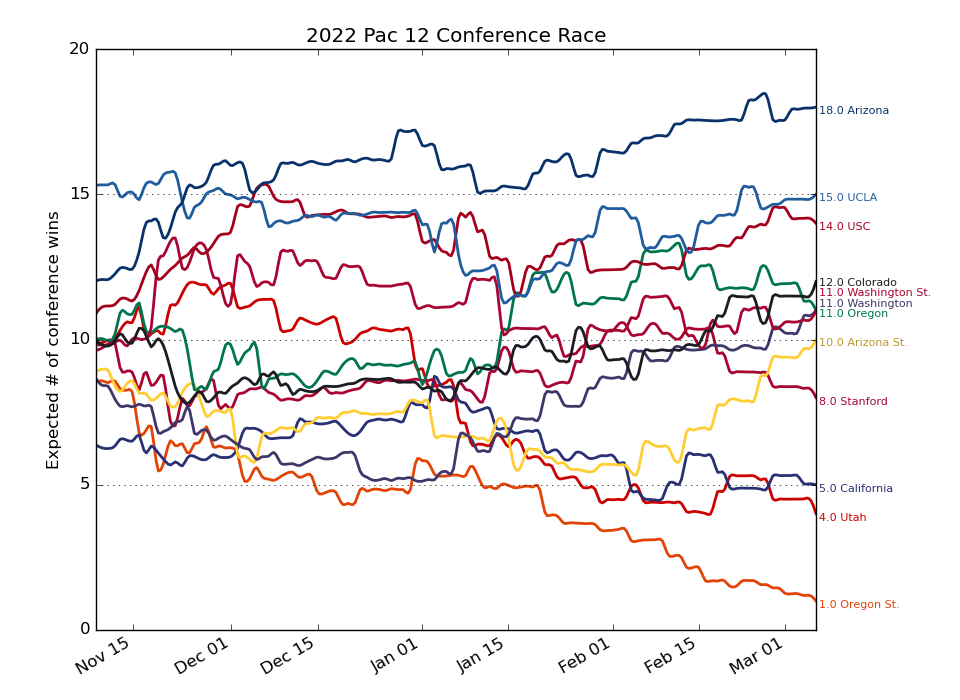 2022 Pac 12 Conference Race
Expected # of conference wins
20
15
10
5
0
Nov 15
Dec 01
Dec 15
Jan 01
Jan 15
Feb 01
Feb 15
Mar 01
18.0 Arizona
15.0 UCLA
14.0 USC
12.0 Colorado
11.0 Washington St.
11.0 Washington
11.0 Oregon
10.0 Arizona St.
8.0 Stanford
5.0 California
4.0 Utah
1.0 Oregon St.